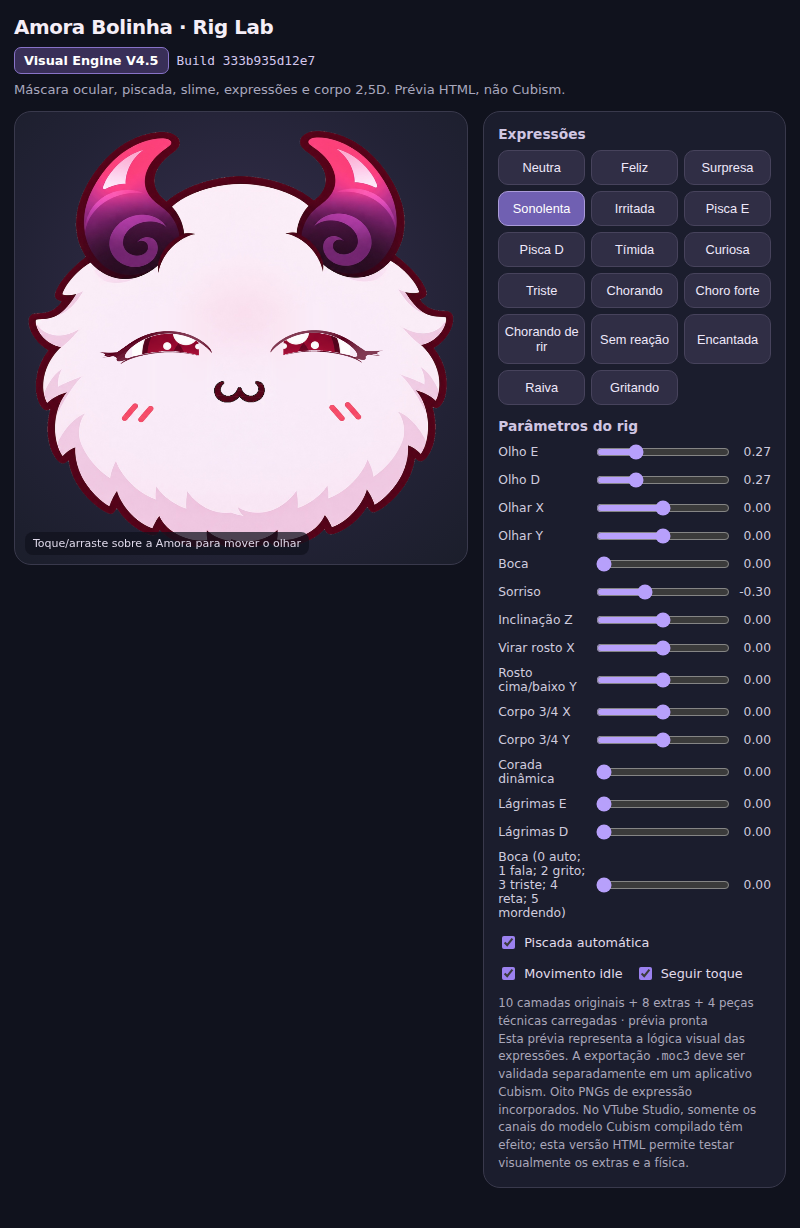 Amora Bolinha · Rig Lab
Visual Engine V4.5 Build 333b935d12e7
Máscara ocular, piscada, slime, expressões e corpo 2,5D. Prévia HTML, não Cubism.
Toque/arraste sobre a Amora para mover o olhar
Expressões
Neutra
Feliz
Surpresa
Sonolenta
Irritada
Pisca E
Pisca D
Tímida
Curiosa
Triste
Chorando
Choro forte
Chorando de
rir
Sem reação
Encantada
Raiva
Gritando
Parâmetros do rig
Olho E 0.27
Olho D 0.27
Olhar X 0.00
Olhar Y 0.00
Boca 0.00
Sorriso -0.30
Inclinação Z 0.00
Virar rosto X 0.00
Rosto
cima/baixo Y 0.00
Corpo 3/4 X 0.00
Corpo 3/4 Y 0.00
Corada
dinâmica 0.00
Lágrimas E 0.00
Lágrimas D 0.00
Boca (0 auto;
1 fala; 2 grito;
3 triste; 4
reta; 5
mordendo) 0.00
Piscada automática
Movimento idle Seguir toque
10 camadas originais + 8 extras + 4 peças
técnicas carregadas · prévia pronta
Esta prévia representa a lógica visual das
expressões. A exportação .moc3 deve ser
validada separadamente em um aplicativo
Cubism. Oito PNGs de expressão
incorporados. No VTube Studio, somente os
canais do modelo Cubism compilado têm
efeito; esta versão HTML permite testar
visualmente os extras e a física.